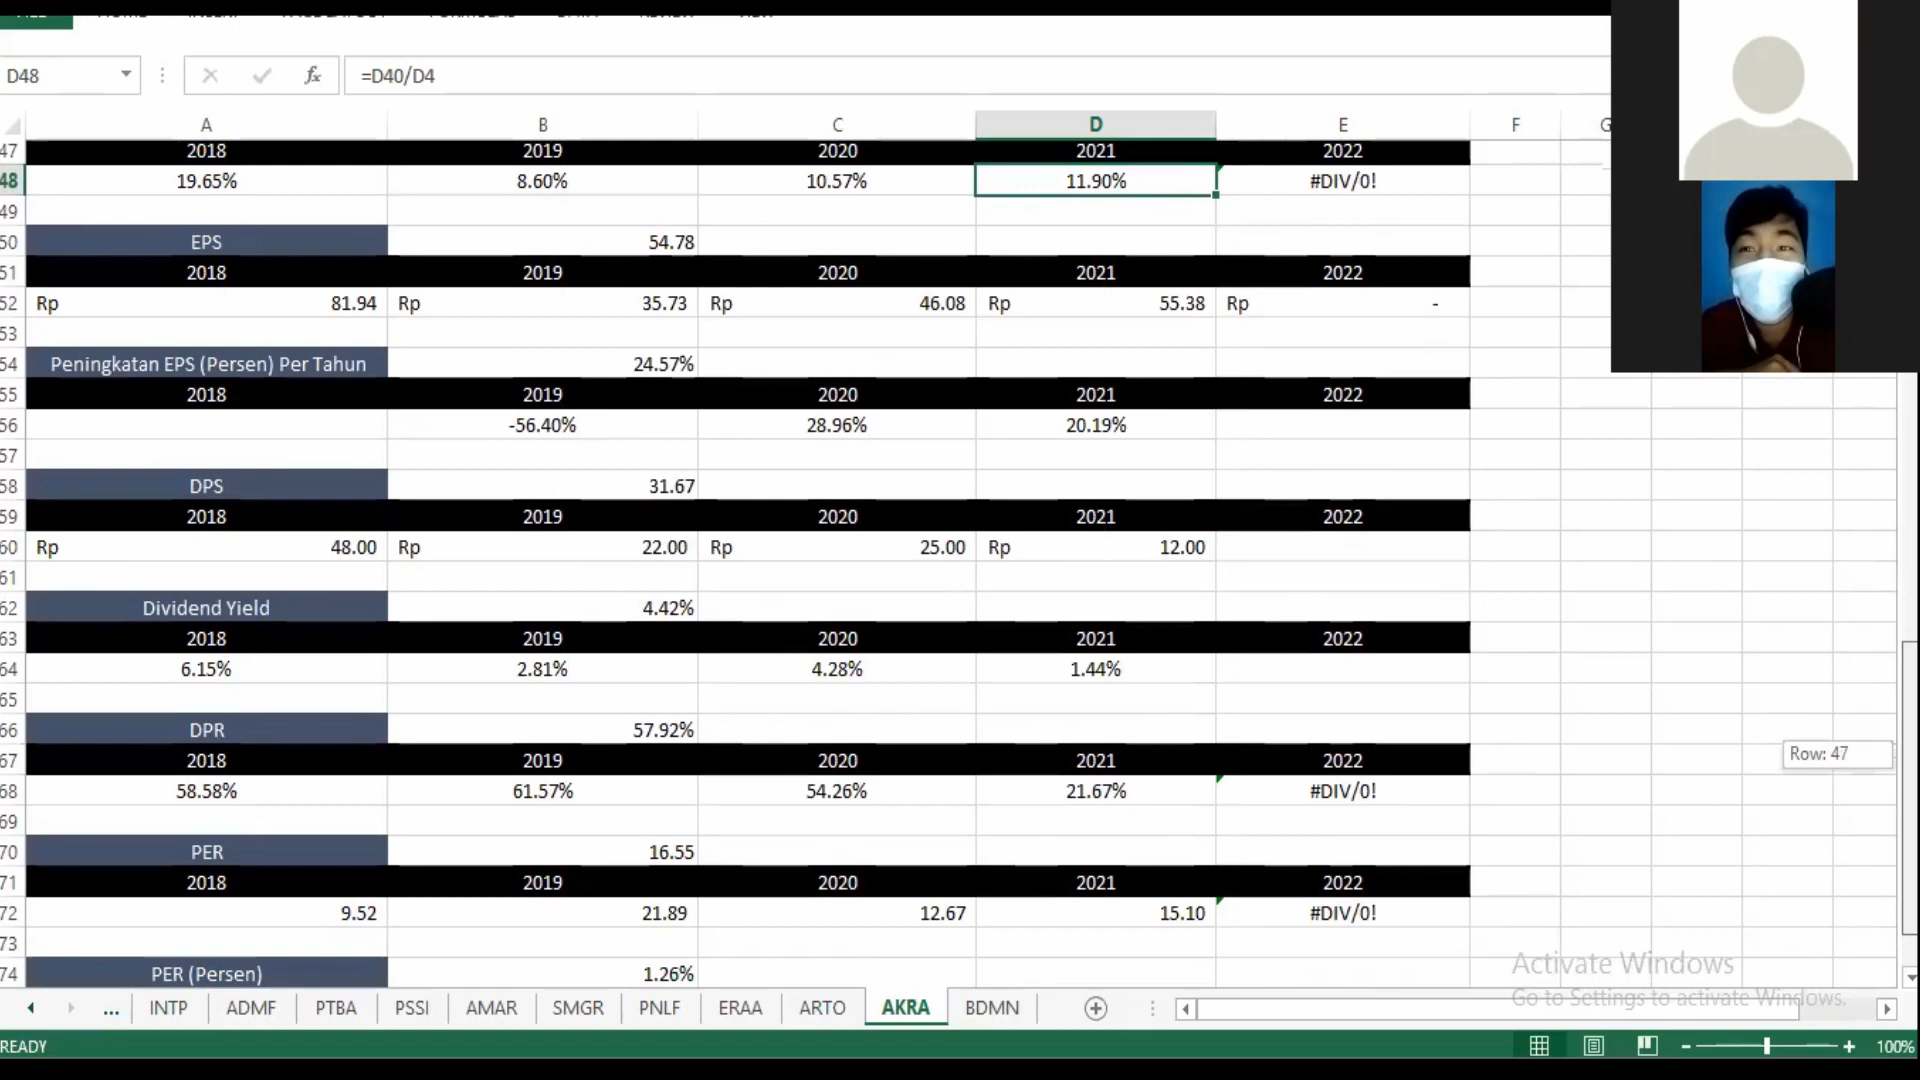 D48 fx =D40/D4
A B C D E F
47 2018 2019 2020 2021 2022
48 19.65% 8.60% 10.57% 11.90% #DIV/0!
49
50 EPS 54.78
51 2018 2019 2020 2021 2022
52 Rp 81.94 Rp 35.73 Rp 46.08 Rp 55.38 Rp -
53
54 Peningkatan EPS (Persen) Per Tahun 24.57%
55 2018 2019 2020 2021 2022
56 -56.40% 28.96% 20.19%
57
58 DPS 31.67
59 2018 2019 2020 2021 2022
60 Rp 48.00 Rp 22.00 Rp 25.00 Rp 12.00
61
62 Dividend Yield 4.42%
63 2018 2019 2020 2021 2022
64 6.15% 2.81% 4.28% 1.44%
65
66 DPR 57.92%
67 2018 2019 2020 2021 2022
Row: 47
68 58.58% 61.57% 54.26% 21.67% #DIV/0!
69
70 PER 16.55
71 2018 2019 2020 2021 2022
72 9.52 21.89 12.67 15.10 #DIV/0!
73
74 PER (Persen) 1.26%
Activate Windows
Go to Settings to activate Windows.
... INTP ADMF PTBA PSSI AMAR SMGR PNLF ERAA ARTO AKRA BDMN
READY 100%